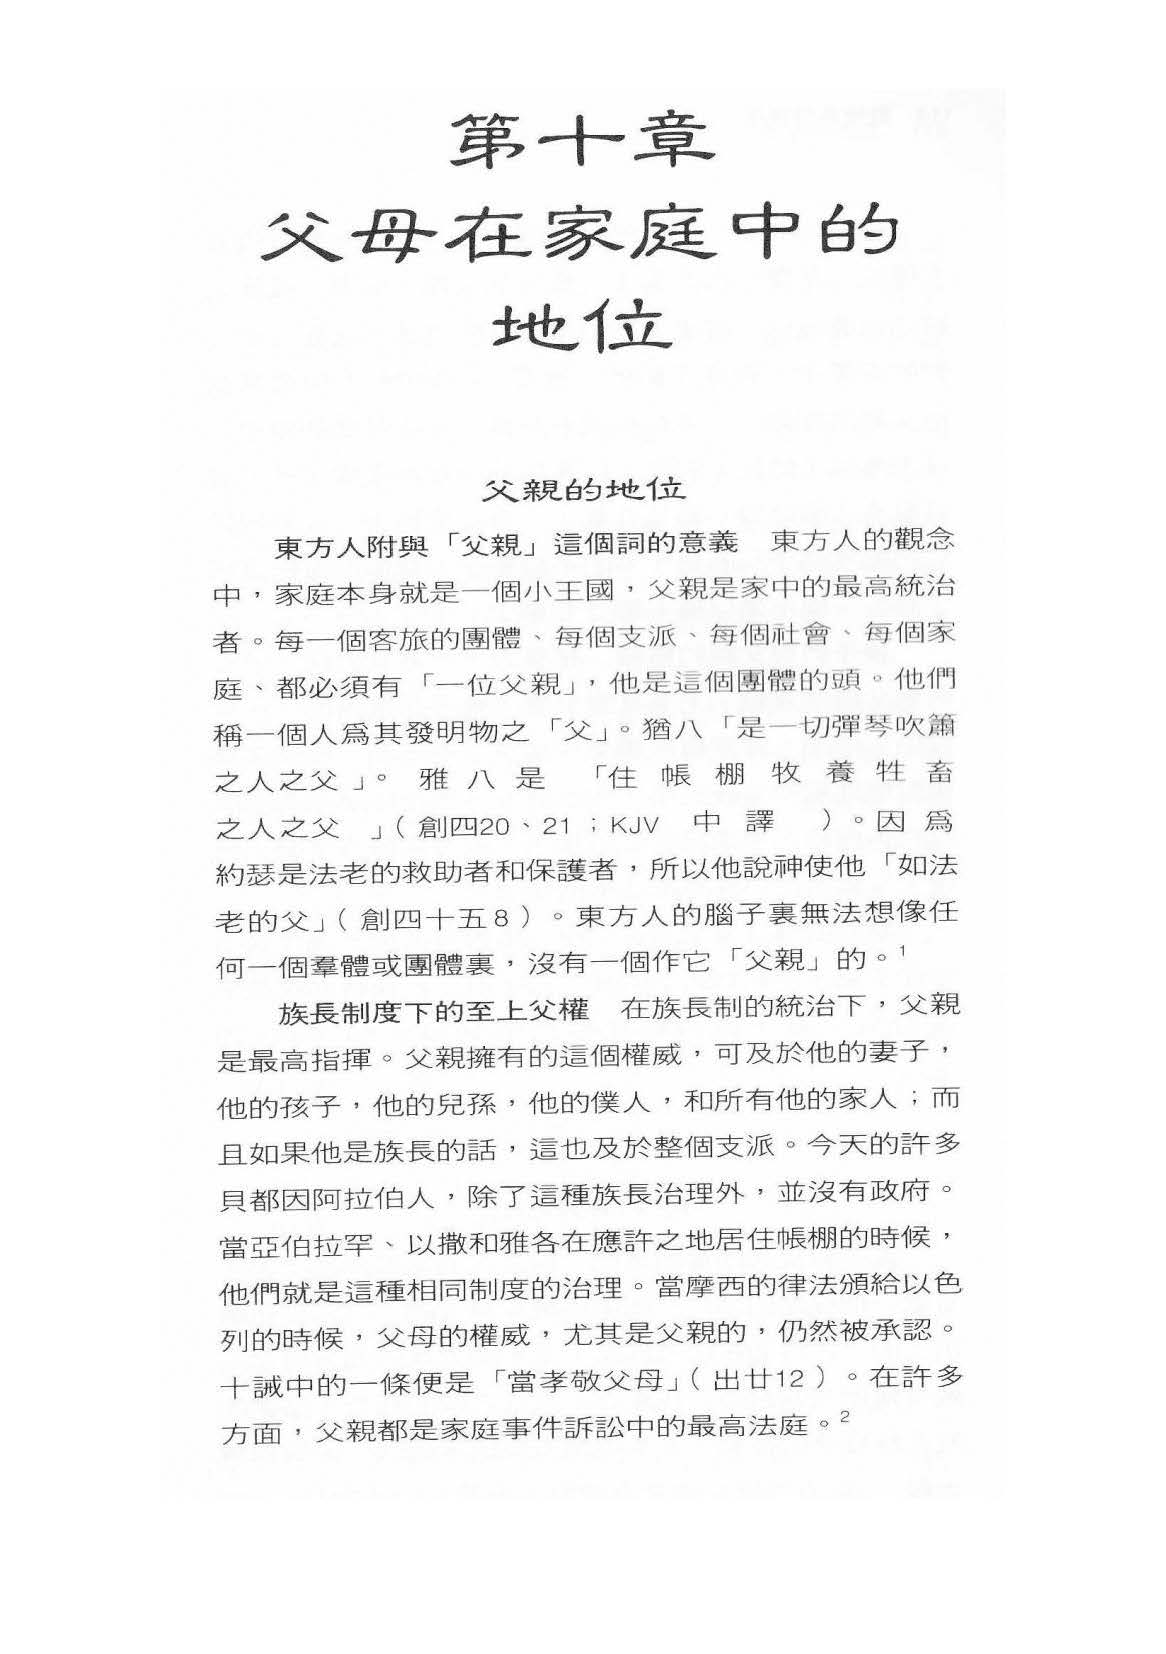 第十章
父母在家庭中的
地位
父親的地位
東方人附與「父親」這個詞的意義　東方人的觀念
中，家庭本身就是一個小王國，父親是家中的最高統治
者。每一個客旅的團體、每個支派、每個社會、每個家
庭、都必須有「一位父親」，他是這個團體的頭。他們
稱一個人爲其發明物之「父」。猶八「是一切彈琴吹簫
之人之父」。 雅八是 「住帳棚牧養牲畜
之人之父 」（創四20、21；KJV 中譯 ）。因爲
約瑟是法老的救助者和保護者，所以他說神使他「如法
老的父」（創四十五8）。東方人的腦子裏無法想像任
何一個羣體或團體裏，沒有一個作它「父親」的。1
族長制度下的至上父權　在族長制的統治下，父親
是最高指揮。父親擁有的這個權威，可及於他的妻子，
他的孩子，他的兒孫，他的僕人，和所有他的家人；而
且如果他是族長的話，這也及於整個支派。今天的許多
貝都因阿拉伯人，除了這種族長治理外，並沒有政府。
當亞伯拉罕、以撒和雅各在應許之地居住帳棚的時候，
他們就是這種相同制度的治理。當摩西的律法頒給以色
列的時候，父母的權威，尤其是父親的，仍然被承認。
十誡中的一條便是「當孝敬父母」（出廿12）。在許多
方面，父親都是家庭事件訴訟中的最高法庭。2